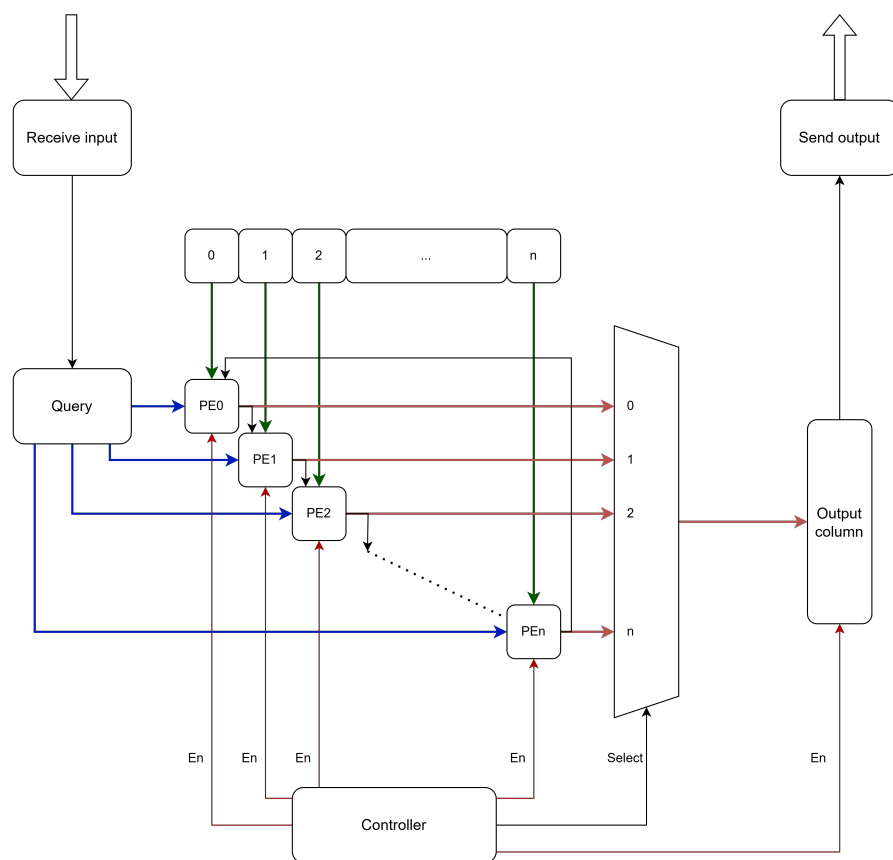 Receive input
Send output
0
1
2
...
n
Query
PE0
0
PE1
1
PE2
2
Output
column
PEn
n
En
En
En
En
Select
En
Controller